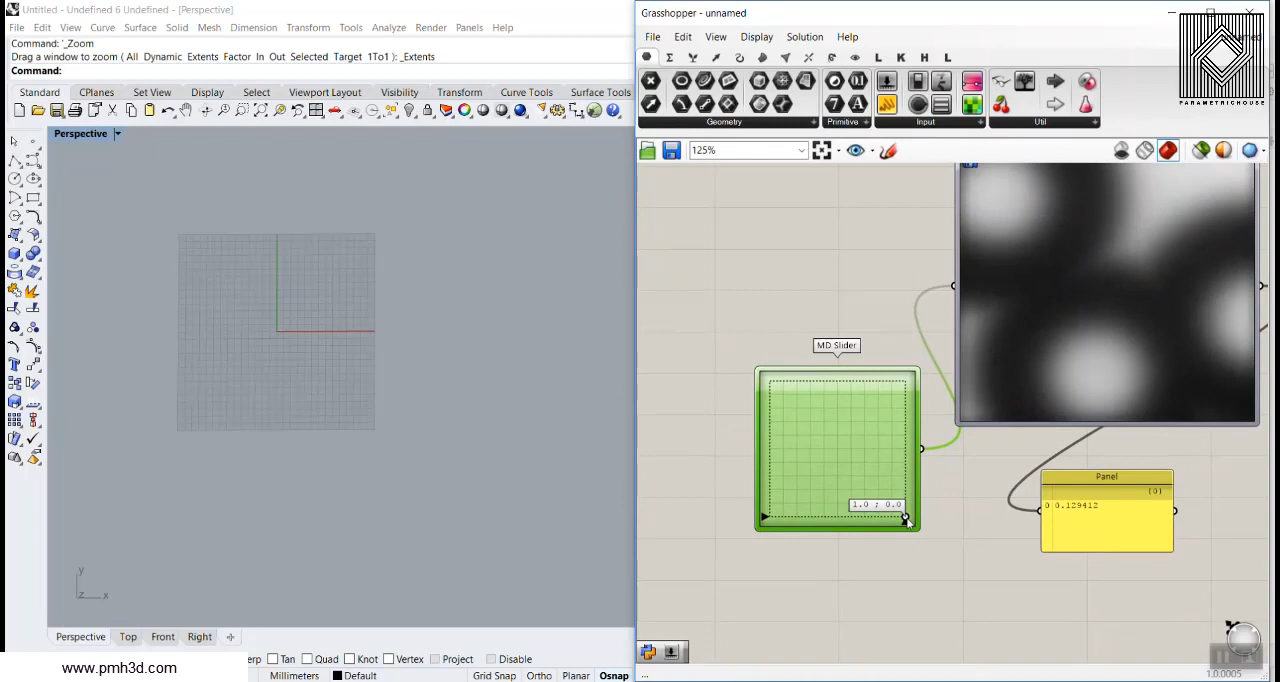 Untitled - Undefined 6 Undefined - [Perspective]
File Edit View Curve Surface Solid Mesh Dimension Transform Tools Analyze Render Panels Help
Command: '_Zoom
Drag a window to zoom ( All Dynamic Extents Factor In Out Selected Target 1To1 ): _Extents
Command:
Standard CPlanes Set View Display Select Viewport Layout Visibility Transform Curve Tools Surface Tools
Perspective
y
z x
Perspective Top Front Right
www.pmh3d.com
erp Tan Quad Knot Vertex Project Disable
Millimeters Default Grid Snap Ortho Planar Osnap
Grasshopper - unnamed
File Edit View Display Solution Help
L K H L
PARAMETRICHOUSE
Geometry Primitive Input Util
125%
MD Slider
1.0 ; 0.0
Panel
{0}
0 0.129412
...
1.0.0005